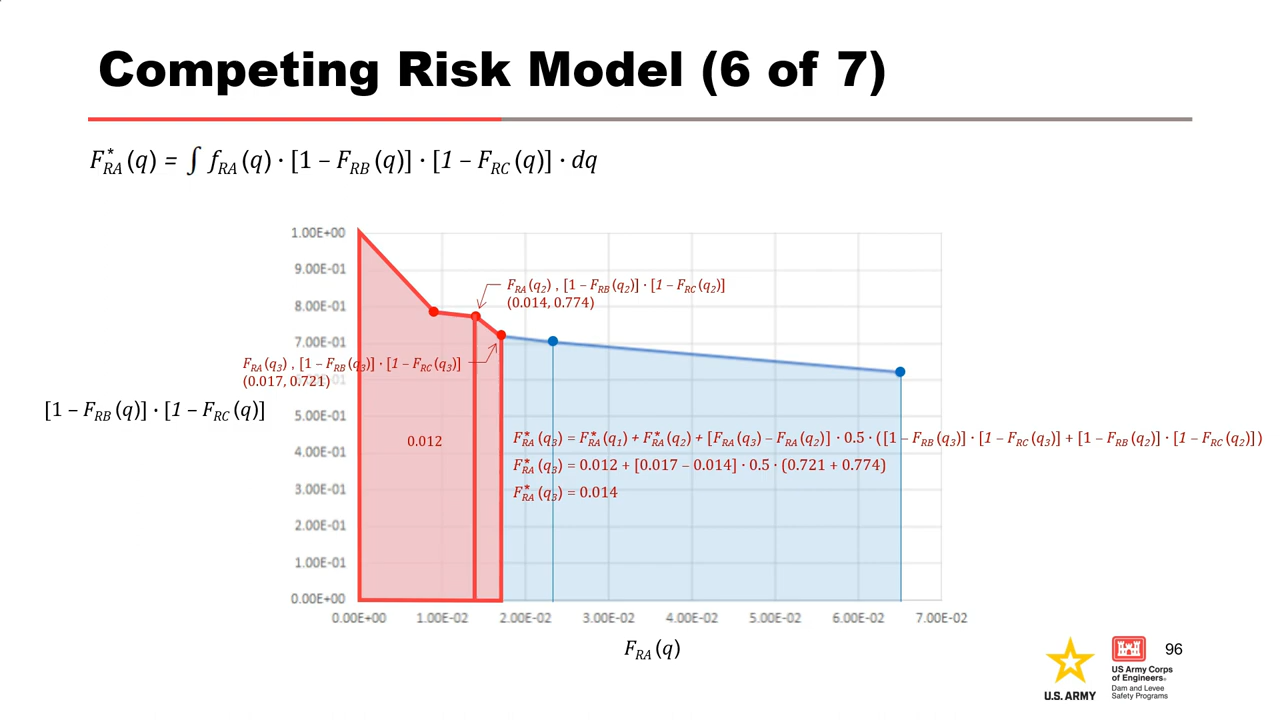 Competing Risk Model (6 of 7)
F*RA (q) = ∫ fRA (q) · [1 – FRB (q)] · [1 – FRC (q)] · dq
1.00E+00
9.00E-01
8.00E-01
7.00E-01
5.00E-01
4.00E-01
3.00E-01
2.00E-01
1.00E-01
0.00E+00
FRA (q2) , [1 – FRB (q2)] · [1 – FRC (q2)]
(0.014, 0.774)
FRA (q3) , [1 – FRB (q3)] · [1 – FRC (q3)]
(0.017, 0.721)
[1 – FRB (q)] · [1 – FRC (q)]
0.012
F*RA (q3) = F*RA (q1) + F*RA (q2) + [FRA (q3) – FRA (q2)] · 0.5 · ([1 – FRB (q3)] · [1 – FRC (q3)] + [1 – FRB (q2)] · [1 – FRC (q2)])
F*RA (q3) = 0.012 + [0.017 – 0.014] · 0.5 · (0.721 + 0.774)
F*RA (q3) = 0.014
0.00E+00 1.00E-02 2.00E-02 3.00E-02 4.00E-02 5.00E-02 6.00E-02 7.00E-02
FRA (q)
U.S. ARMY
US Army Corps
of Engineers®
Dam and Levee
Safety Programs
96